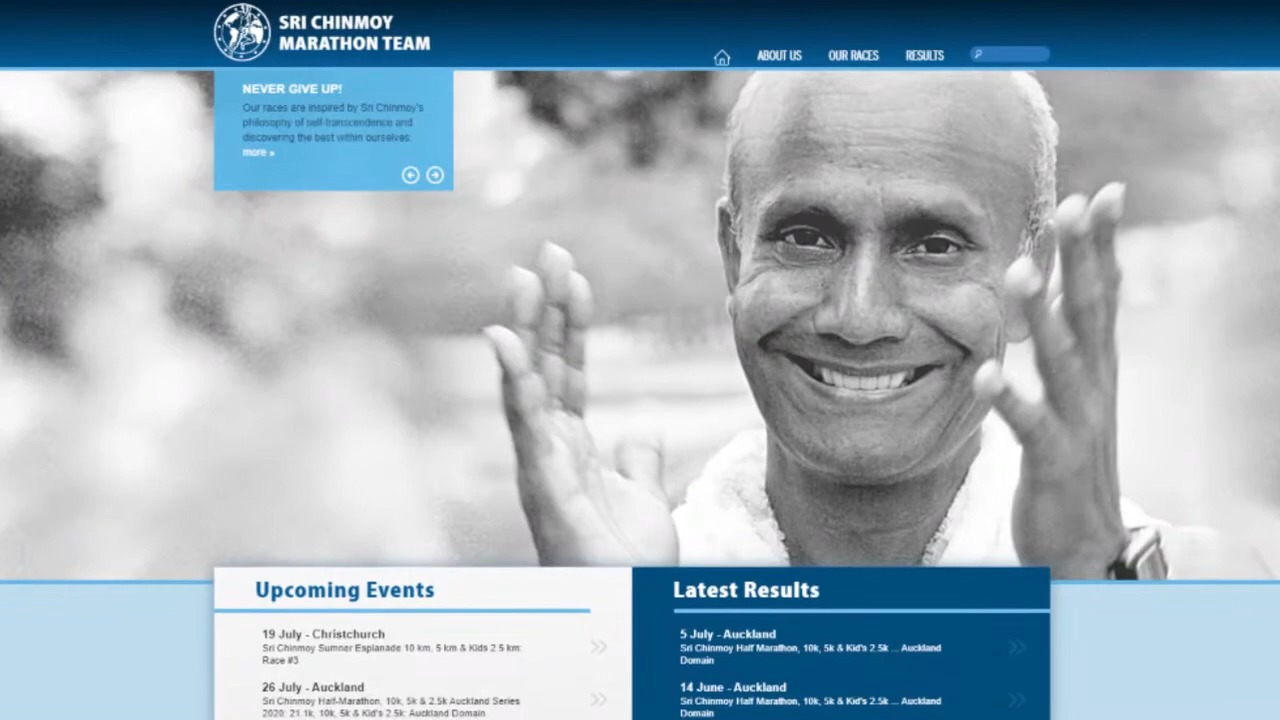 SRI CHINMOY
MARATHON TEAM
ABOUT US
OUR RACES
RESULTS
NEVER GIVE UP!
Our races are inspired by Sri Chinmoy's
philosophy of self-transcendence and
discovering the best within ourselves:
more »
Upcoming Events
19 July - Christchurch
Sri Chinmoy Sumner Esplanade 10 km, 5 km & Kids 2.5 km:
Race #3
26 July - Auckland
Sri Chinmoy Half-Marathon, 10k, 5k & 2.5k Auckland Series
2020: 21.1k, 10k, 5k & Kid's 2.5k: Auckland Domain
Latest Results
5 July - Auckland
Sri Chinmoy Half Marathon, 10k, 5k & Kid's 2.5k ... Auckland
Domain
14 June - Auckland
Sri Chinmoy Half Marathon, 10k, 5k & Kid's 2.5k ... Auckland
Domain